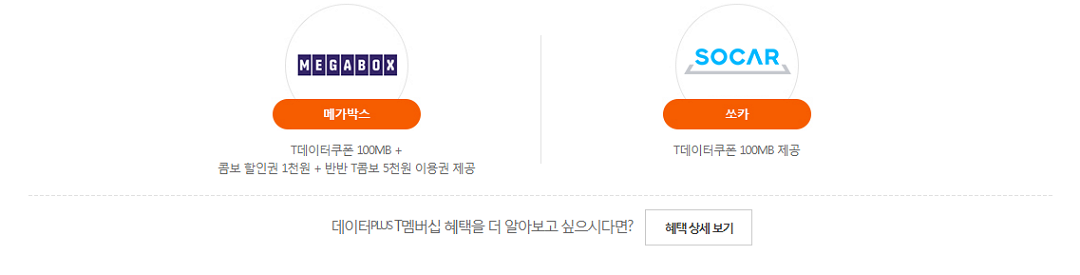 MEGABOX
메가박스
T데이터쿠폰 100MB +
콤보 할인권 1천원 + 반반 T콤보 5천원 이용권 제공
SOCAR
쏘카
T데이터쿠폰 100MB 제공
데이터PLUS T멤버십 혜택을 더 알아보고 싶으시다면?
혜택 상세 보기